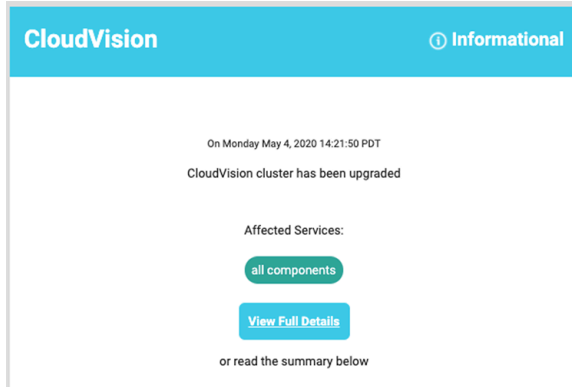 CloudVision
Informational
On Monday May 4, 2020 14:21:50 PDT
CloudVision cluster has been upgraded
Affected Services:
all components
View Full Details
or read the summary below